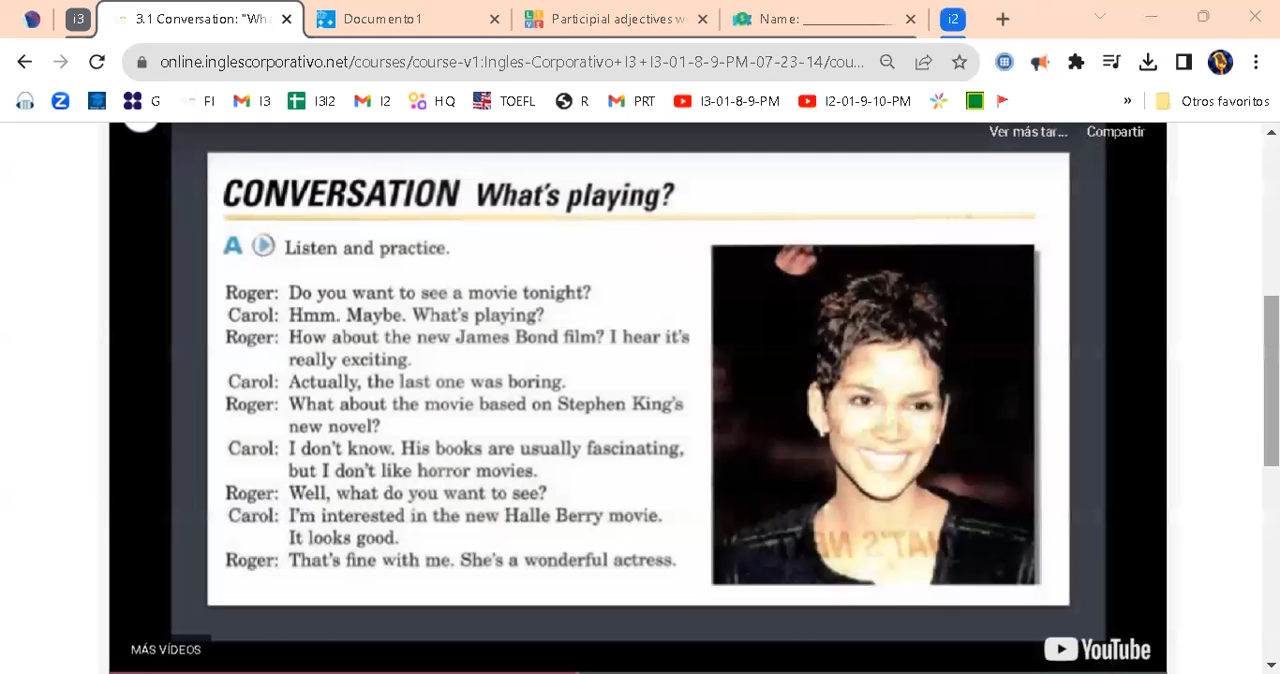 i3
3.1 Conversation: "Wha
Documento1
Participial adjectives w
Name: ____________
i2
online.inglescorporativo.net/courses/course-v1:Ingles-Corporativo+I3+I3-01-8-9-PM-07-23-14/cou...
G
FI
I3
I3I2
I2
HQ
TOEFL
R
PRT
I3-01-8-9-PM
I2-01-9-10-PM
»
Otros favoritos
Ver más tar...
Compartir
CONVERSATION What's playing?
A Listen and practice.
Roger: Do you want to see a movie tonight?
Carol: Hmm. Maybe. What's playing?
Roger: How about the new James Bond film? I hear it's
really exciting.
Carol: Actually, the last one was boring.
Roger: What about the movie based on Stephen King's
new novel?
Carol: I don't know. His books are usually fascinating,
but I don't like horror movies.
Roger: Well, what do you want to see?
Carol: I'm interested in the new Halle Berry movie.
It looks good.
Roger: That's fine with me. She's a wonderful actress.
MÁS VÍDEOS
YouTube